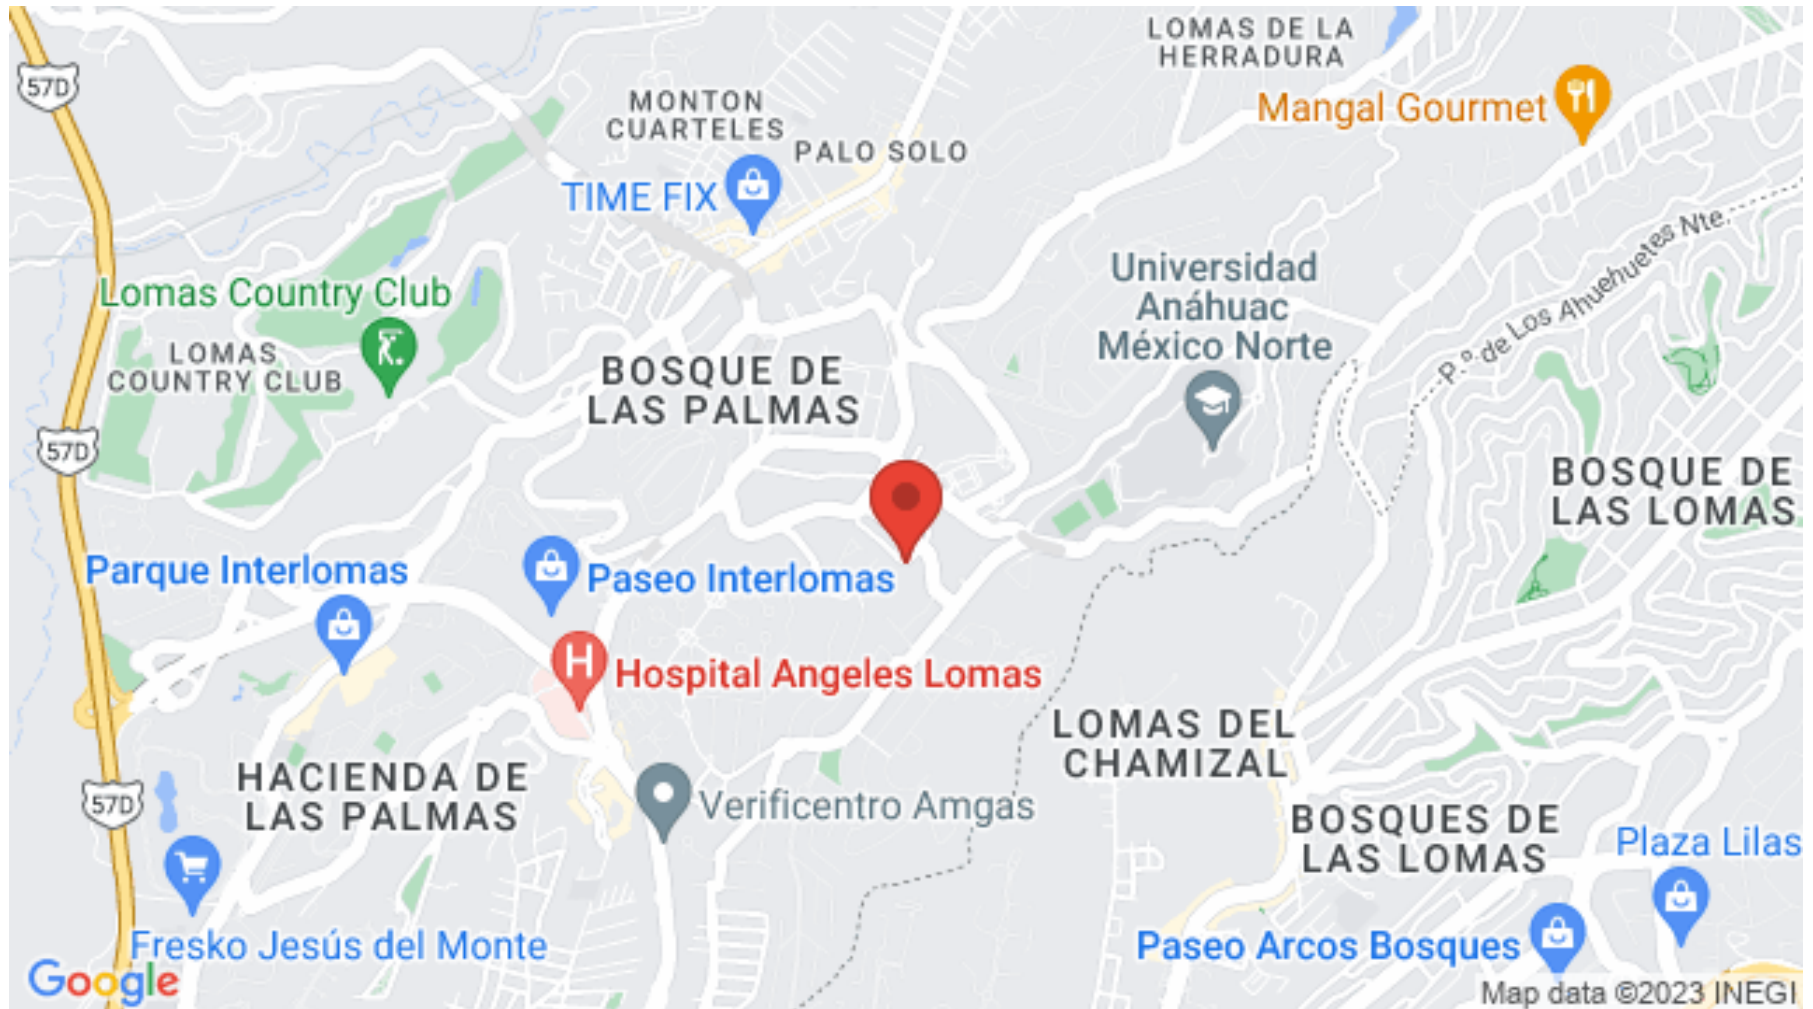 LOMAS DE LA
HERRADURA
57D
MONTON
CUARTELES
Mangal Gourmet
PALO SOLO
TIME FIX
P.º de Los Ahuehuetes Nte.
Universidad
Anáhuac
México Norte
Lomas Country Club
LOMAS
COUNTRY CLUB
BOSQUE DE
LAS PALMAS
57D
BOSQUE DE
LAS LOMAS
Parque Interlomas
Paseo Interlomas
H
Hospital Angeles Lomas
LOMAS DEL
CHAMIZAL
HACIENDA DE
LAS PALMAS
57D
Verificentro Amgas
BOSQUES DE
LAS LOMAS
Plaza Lilas
Fresko Jesús del Monte
Paseo Arcos Bosques
Google
Map data ©2023 INEGI